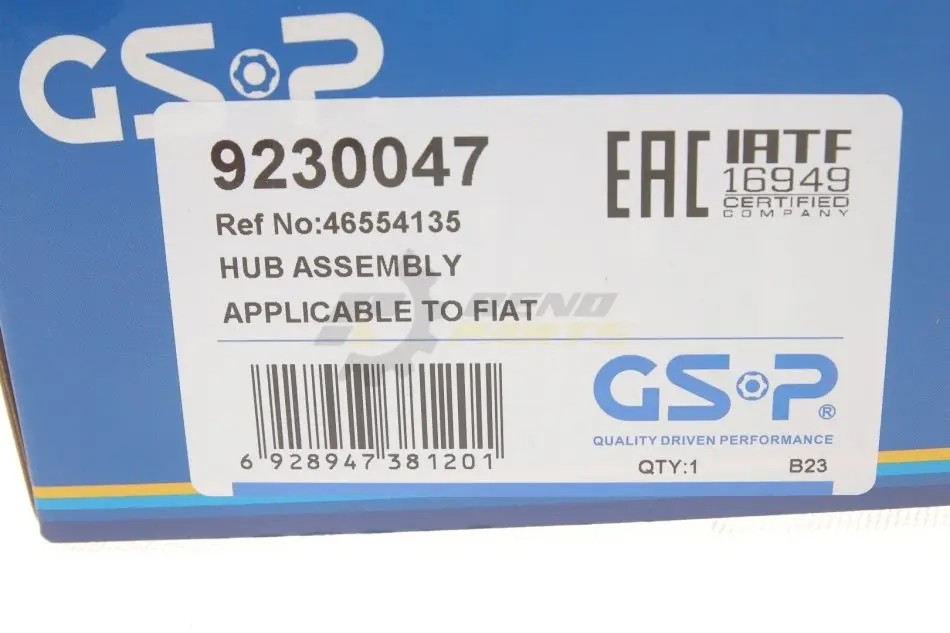 GSP
9230047
Ref No:46554135
HUB ASSEMBLY
APPLICABLE TO FIAT
EAC
IATF
16949
CERTIFIED
COMPANY
PARTS
6 928947 381201
GSP®
QUALITY DRIVEN PERFORMANCE
QTY:1 B23